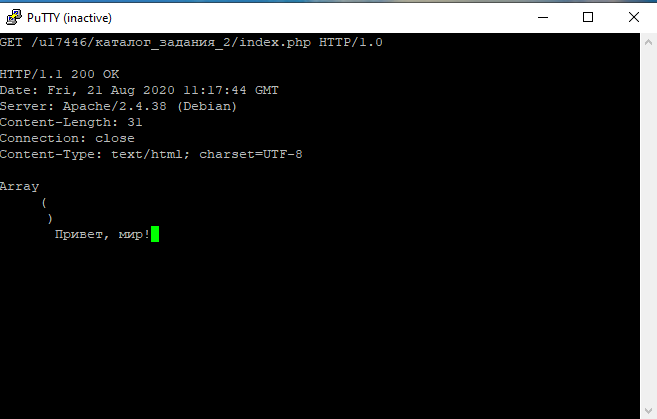 PuTTY (inactive)
GET /u17446/каталог_задания_2/index.php HTTP/1.0
HTTP/1.1 200 OK
Date: Fri, 21 Aug 2020 11:17:44 GMT
Server: Apache/2.4.38 (Debian)
Content-Length: 31
Connection: close
Content-Type: text/html; charset=UTF-8
Array
(
)
Привет, мир!